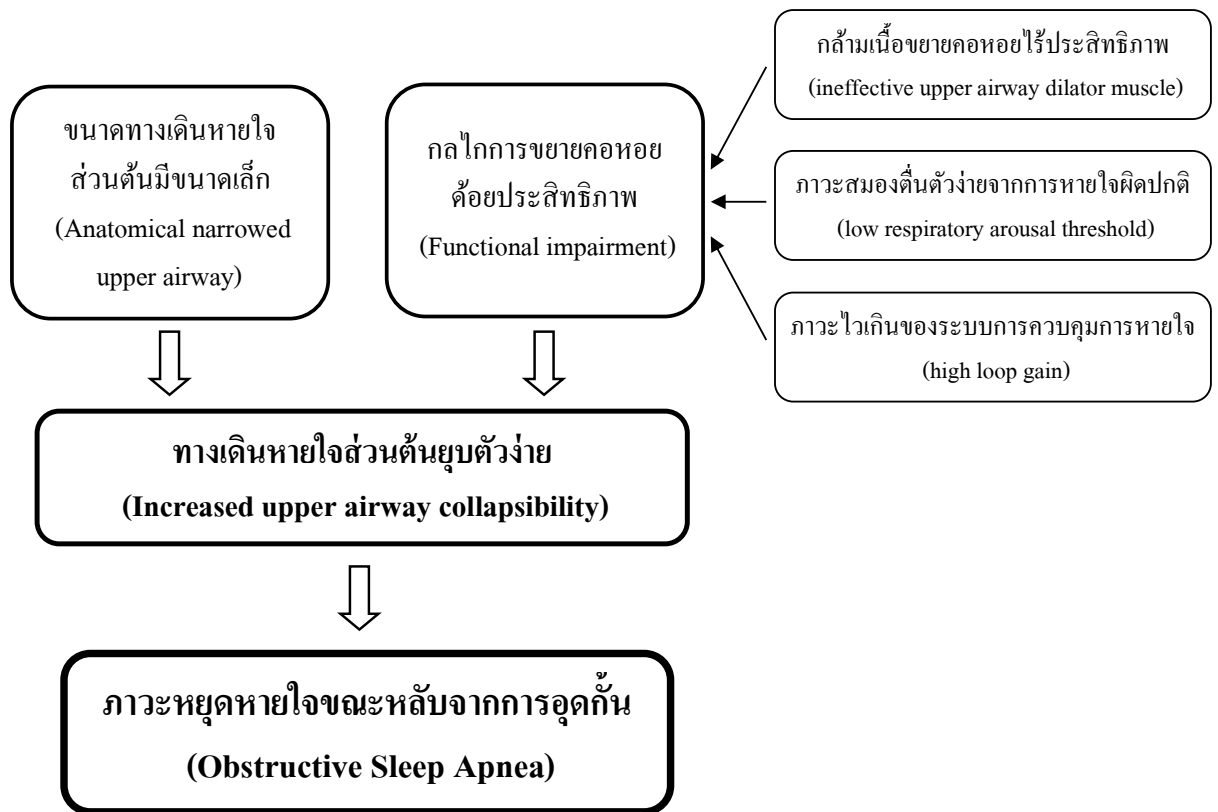 ขนาดทางเดินหายใจ
ส่วนต้นมีขนาดเล็ก
(Anatomical narrowed
upper airway)
กลไกการขยายคอหอย
ด้อยประสิทธิภาพ
(Functional impairment)
กล้ามเนื้อขยายคอหอยไร้ประสิทธิภาพ
(ineffective upper airway dilator muscle)
ภาวะสมองตื่นตัวง่ายจากการหายใจผิดปกติ
(low respiratory arousal threshold)
ภาวะไวเกินของระบบการควบคุมการหายใจ
(high loop gain)
ทางเดินหายใจส่วนต้นยุบตัวง่าย
(Increased upper airway collapsibility)
ภาวะหยุดหายใจขณะหลับจากการอุดกั้น
(Obstructive Sleep Apnea)